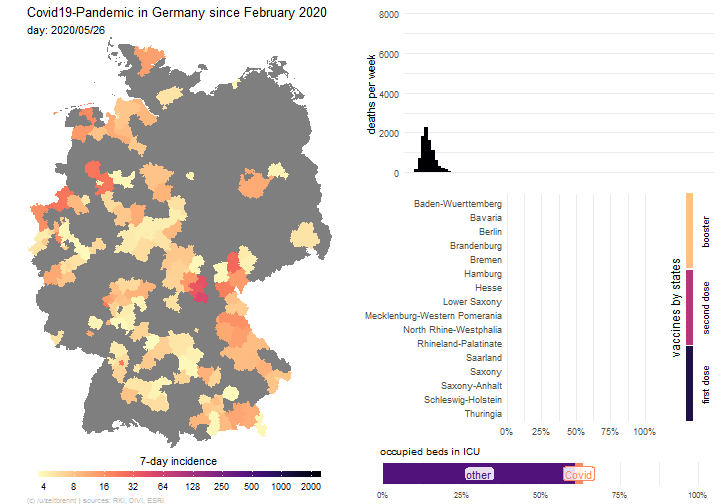 Covid19-Pandemic in Germany since February 2020
day: 2020/05/26
7-day incidence
4 8 16 32 64 125 250 500 1000 2000
(c) /u/zeitbrennt | sources: RKI, DIVI, ESRI
deaths per week
8000
6000
4000
2000
0
Baden-Wuerttemberg
Bavaria
Berlin
Brandenburg
Bremen
Hamburg
Hesse
Lower Saxony
Mecklenburg-Western Pomerania
North Rhine-Westphalia
Rhineland-Palatinate
Saarland
Saxony
Saxony-Anhalt
Schleswig-Holstein
Thuringia
0% 25% 50% 75% 100%
vaccines by states
booster
second dose
first dose
occupied beds in ICU
other Covid
0% 25% 50% 75% 100%